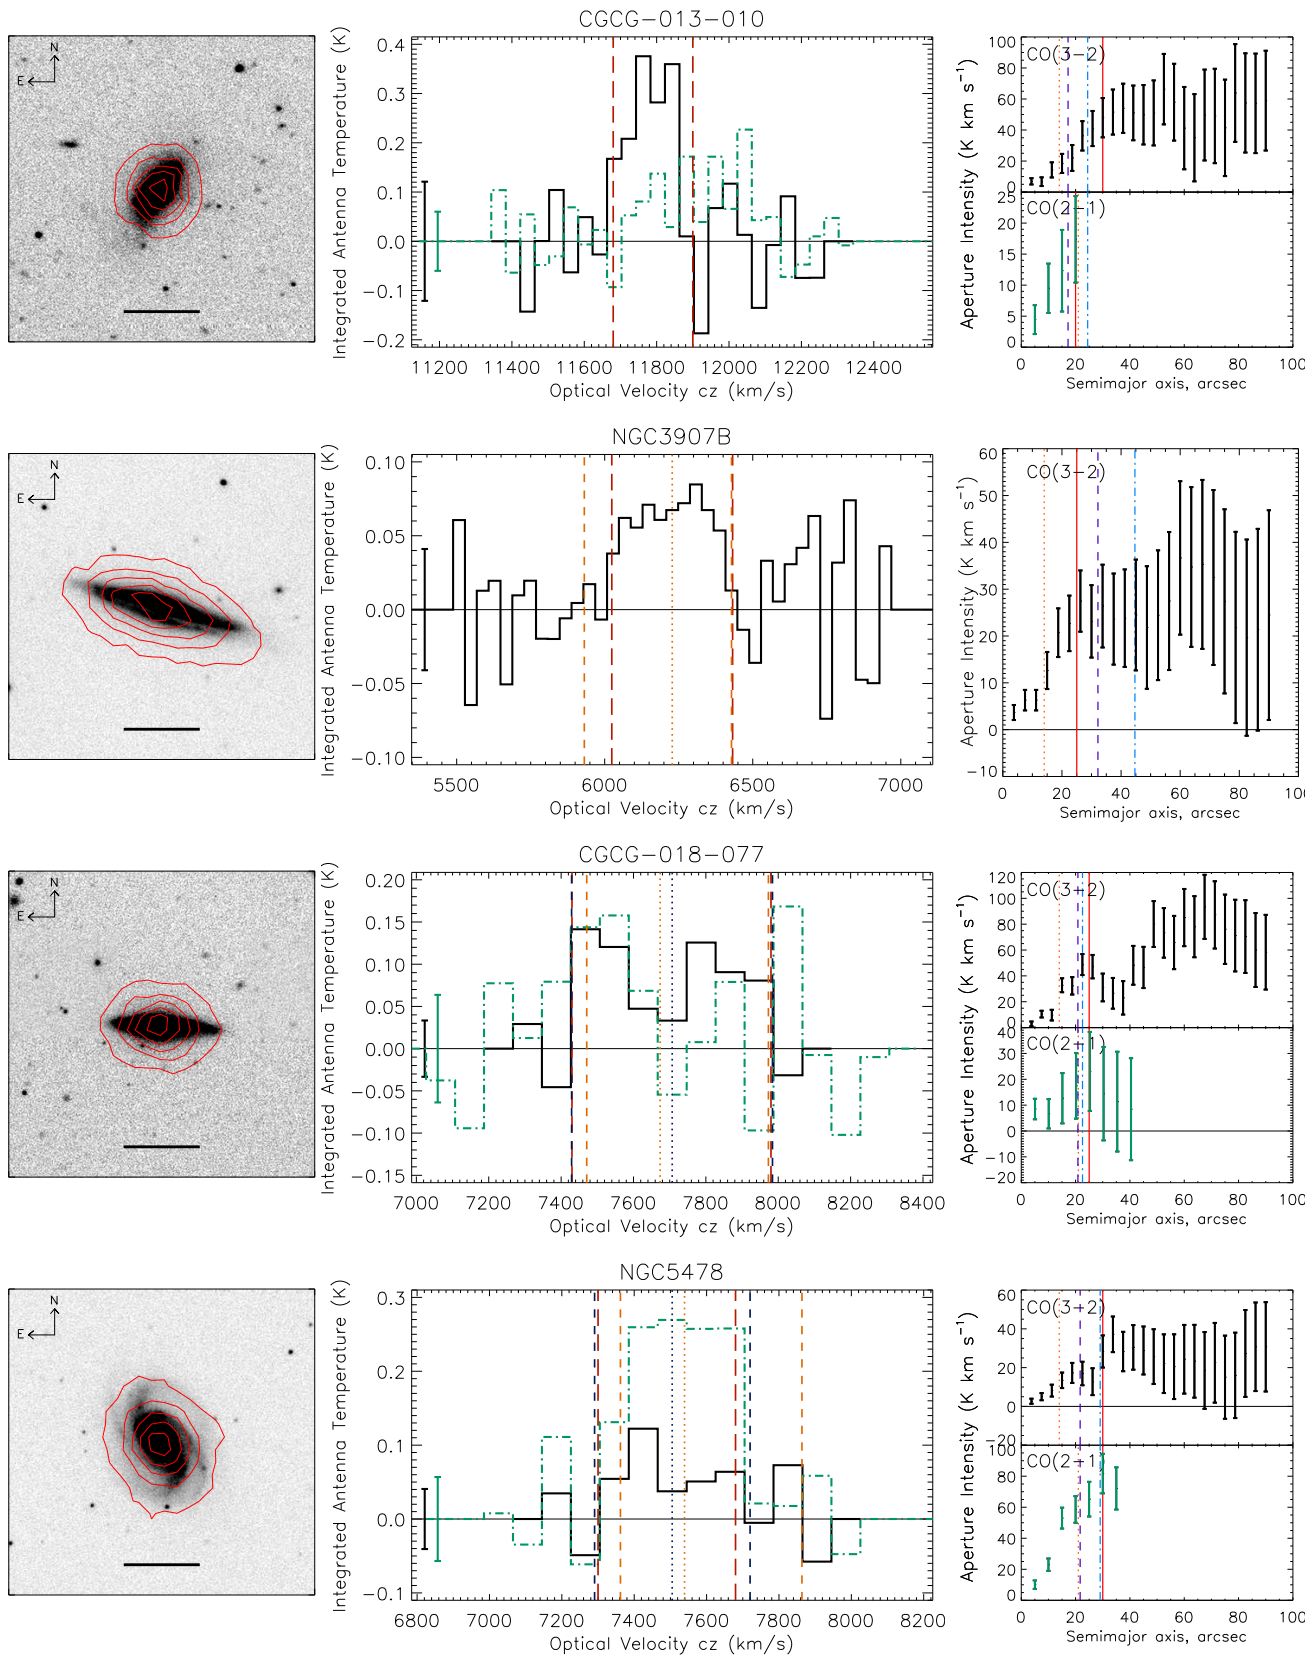 CGCG-013-010
N
E
Integrated Antenna Temperature (K)
0.4
0.3
0.2
0.1
0.0
-0.1
-0.2
11200 11400 11600 11800 12000 12200 12400
Optical Velocity cz (km/s)
Aperture Intensity (K km s⁻¹)
CO(3-2)
100
80
60
40
20
0
CO(2-1)
25
20
15
10
5
0
0 20 40 60 80 100
Semimajor axis, arcsec
NGC3907B
N
E
Integrated Antenna Temperature (K)
0.10
0.05
0.00
-0.05
-0.10
5500 6000 6500 7000
Optical Velocity cz (km/s)
Aperture Intensity (K km s⁻¹)
CO(3-2)
60
50
40
30
20
10
0
-10
0 20 40 60 80 100
Semimajor axis, arcsec
CGCG-018-077
N
E
Integrated Antenna Temperature (K)
0.20
0.15
0.10
0.05
0.00
-0.05
-0.10
-0.15
7000 7200 7400 7600 7800 8000 8200 8400
Optical Velocity cz (km/s)
Aperture Intensity (K km s⁻¹)
CO(3-2)
120
100
80
60
40
20
0
CO(2-1)
40
30
20
10
0
-10
-20
0 20 40 60 80 100
Semimajor axis, arcsec
NGC5478
N
E
Integrated Antenna Temperature (K)
0.3
0.2
0.1
0.0
-0.1
6800 7000 7200 7400 7600 7800 8000 8200
Optical Velocity cz (km/s)
Aperture Intensity (K km s⁻¹)
CO(3-2)
60
40
20
0
-20
CO(2-1)
100
80
60
40
20
0
0 20 40 60 80 100
Semimajor axis, arcsec